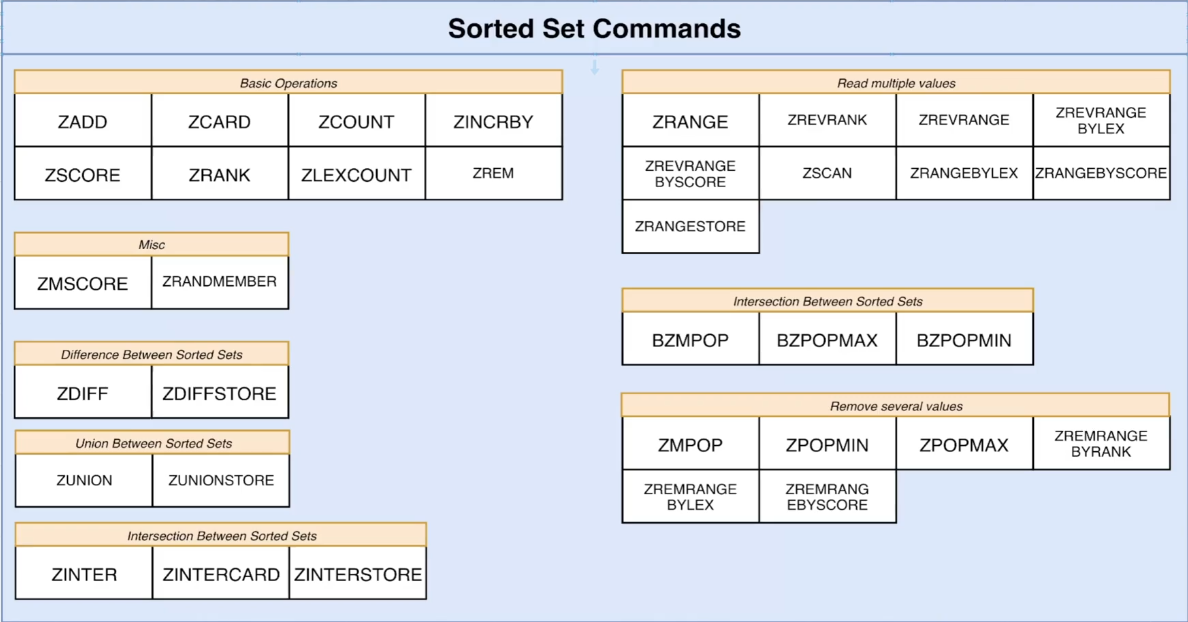 Sorted Set Commands
Basic Operations
ZADD
ZCARD
ZCOUNT
ZINCRBY
ZSCORE
ZRANK
ZLEXCOUNT
ZREM
Misc
ZMSCORE
ZRANDMEMBER
Difference Between Sorted Sets
ZDIFF
ZDIFFSTORE
Union Between Sorted Sets
ZUNION
ZUNIONSTORE
Intersection Between Sorted Sets
ZINTER
ZINTERCARD
ZINTERSTORE
Read multiple values
ZRANGE
ZREVRANK
ZREVRANGE
ZREVRANGE
BYLEX
ZREVRANGE
BYSCORE
ZSCAN
ZRANGEBYLEX
ZRANGEBYSCORE
ZRANGESTORE
Intersection Between Sorted Sets
BZMPOP
BZPOPMAX
BZPOPMIN
Remove several values
ZMPOP
ZPOPMIN
ZPOPMAX
ZREMRANGE
BYRANK
ZREMRANGE
BYLEX
ZREMRANG
EBYSCORE